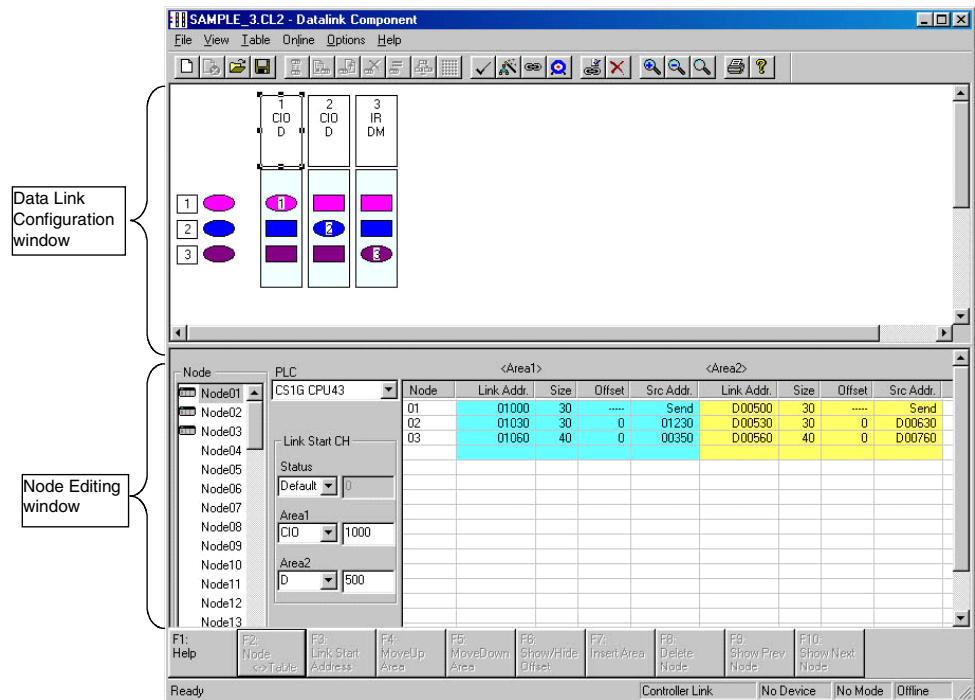 SAMPLE_3.CL2 - Datalink Component
File View Table Online Options Help
Data Link
Configuration
window
1 2 3
CIO CIO IR
D D DM
1 1
2 2
3 3
Node Editing
window
Node PLC <Area1> <Area2>
CS1G CPU43
Node Link Addr. Size Offset Src Addr. Link Addr. Size Offset Src Addr.
01 01000 30 ----- Send D00500 30 ----- Send
02 01030 30 0 01230 D00530 30 0 D00630
03 01060 40 0 00350 D00560 40 0 D00760
Node01
Node02
Node03
Node04
Node05
Node06
Node07
Node08
Node09
Node10
Node11
Node12
Node13
Link Start CH
Status
Default 0
Area1
CIO 1000
Area2
D 500
F1: Help
F2: Node <->Table
F3: Link Start Address
F4: MoveUp Area
F5: MoveDown Area
F6: Show/Hide Offset
F7: Insert Area
F8: Delete Node
F9: Show Prev Node
F10: Show Next Node
Ready Controller Link No Device No Mode Offline